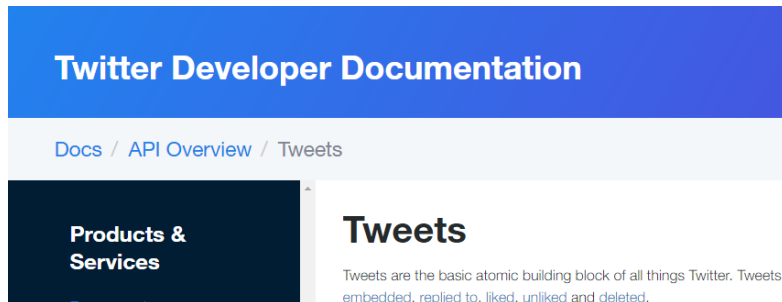 Twitter Developer Documentation
Docs / API Overview / Tweets
Products &
Services
Tweets
Tweets are the basic atomic building block of all things Twitter. Tweets
embedded, replied to, liked, unliked and deleted.